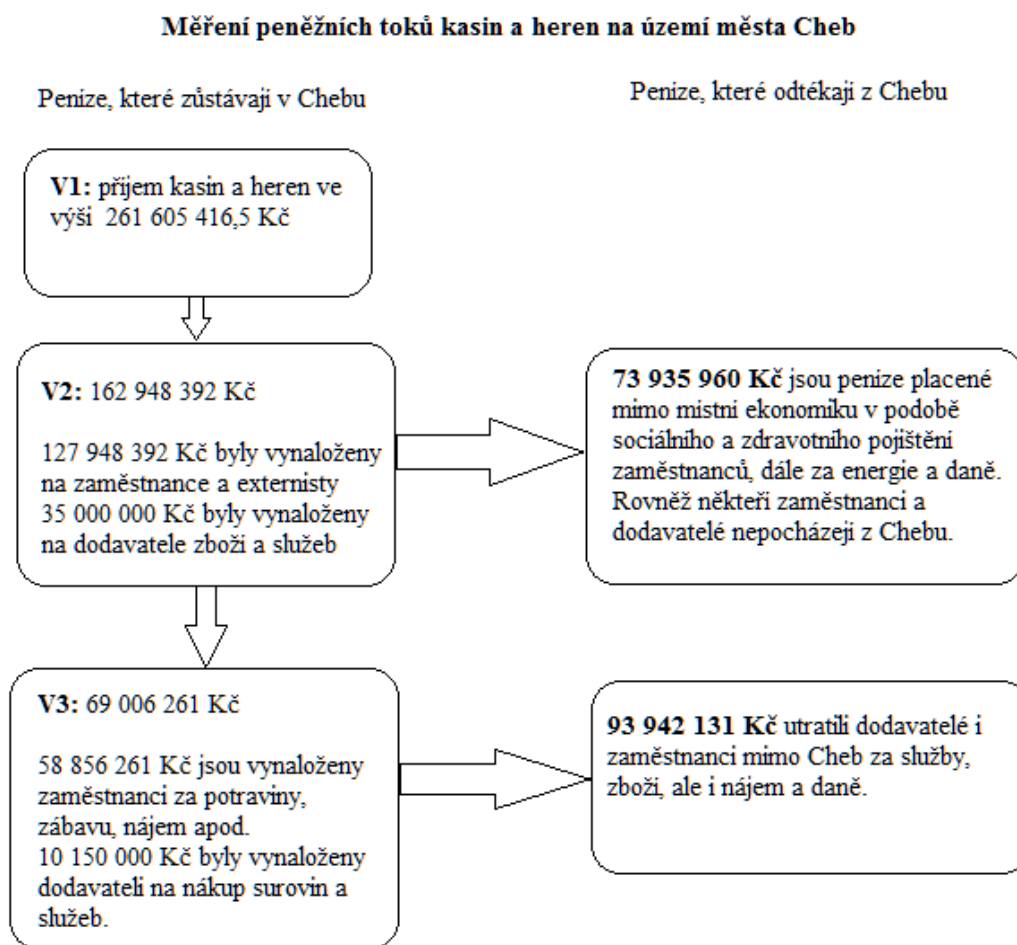 Měření peněžních toků kasin a heren na území města Cheb
Peníze, které zůstávají v Chebu
Peníze, které odtékají z Chebu
V1: příjem kasin a heren ve
výši 261 605 416,5 Kč
V2: 162 948 392 Kč
127 948 392 Kč byly vynaloženy
na zaměstnance a externisty
35 000 000 Kč byly vynaloženy
na dodavatele zboží a služeb
73 935 960 Kč jsou peníze placené
mimo místní ekonomiku v podobě
sociálního a zdravotního pojištění
zaměstnanců, dále za energie a daně.
Rovněž někteří zaměstnanci a
dodavatelé nepocházejí z Chebu.
V3: 69 006 261 Kč
58 856 261 Kč jsou vynaloženy
zaměstnanci za potraviny,
zábavu, nájem apod.
10 150 000 Kč byly vynaloženy
dodavateli na nákup surovin a
služeb.
93 942 131 Kč utratili dodavatelé i
zaměstnanci mimo Cheb za služby,
zboží, ale i nájem a daně.